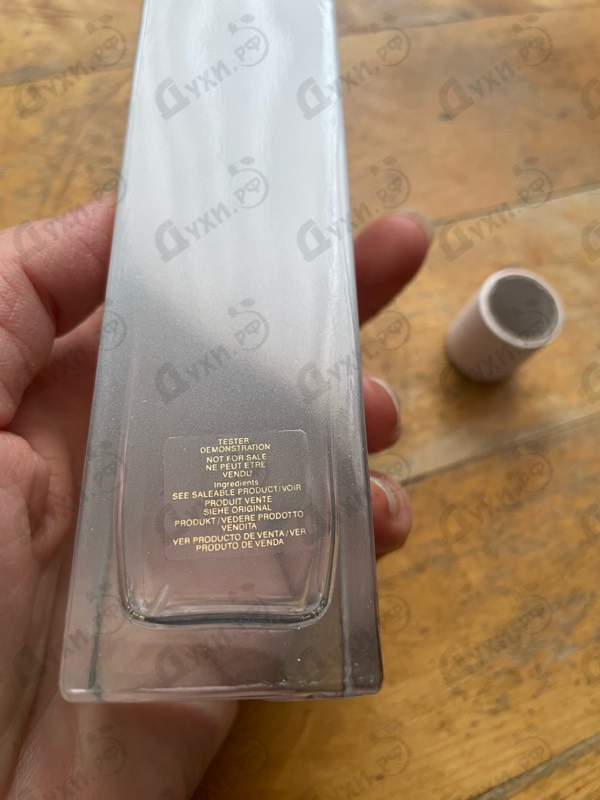 TESTER
DEMONSTRATION
NOT FOR SALE
NE PEUT ETRE
VENDU
Ingredients
SEE SALEABLE PRODUCT/VOIR
PRODUIT VENTE
SIEHE ORIGINAL
PRODUKT/VEDERE PRODOTTO
VENDITA
VER PRODUCTO DE VENTA/VER
PRODUTO DE VENDA
Духи.рф